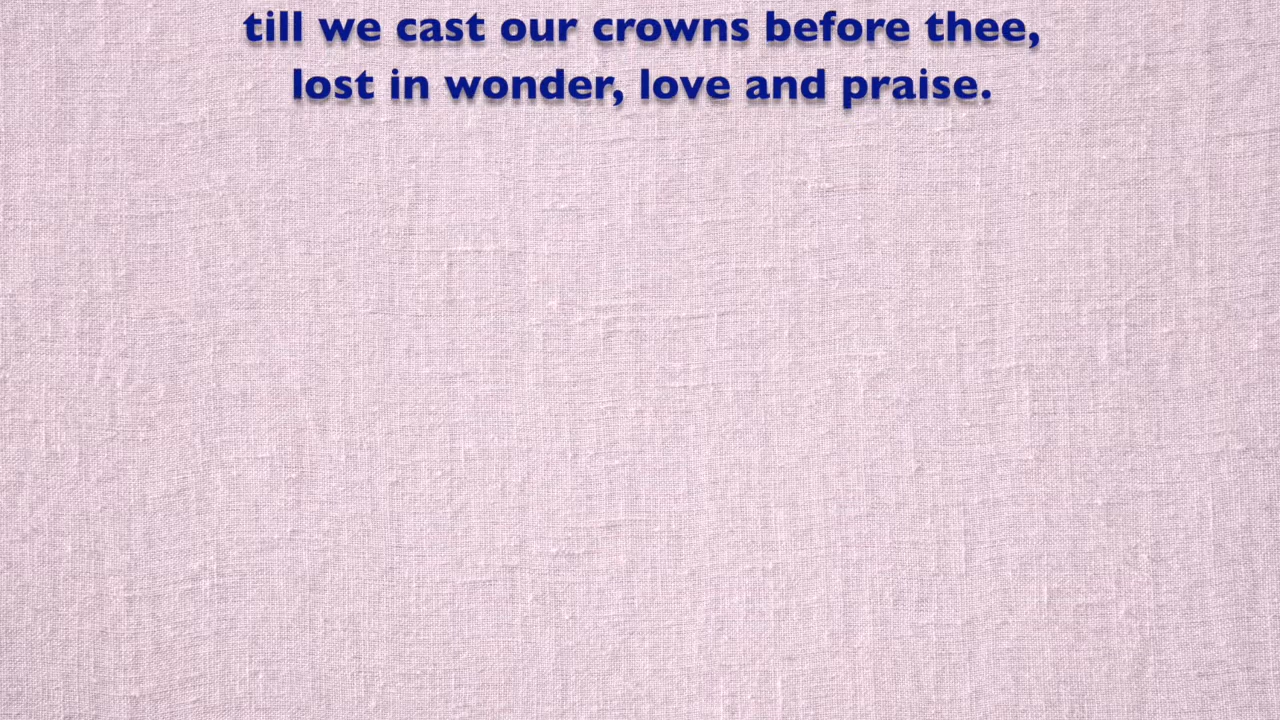 till we cast our crowns before thee,
lost in wonder, love and praise.